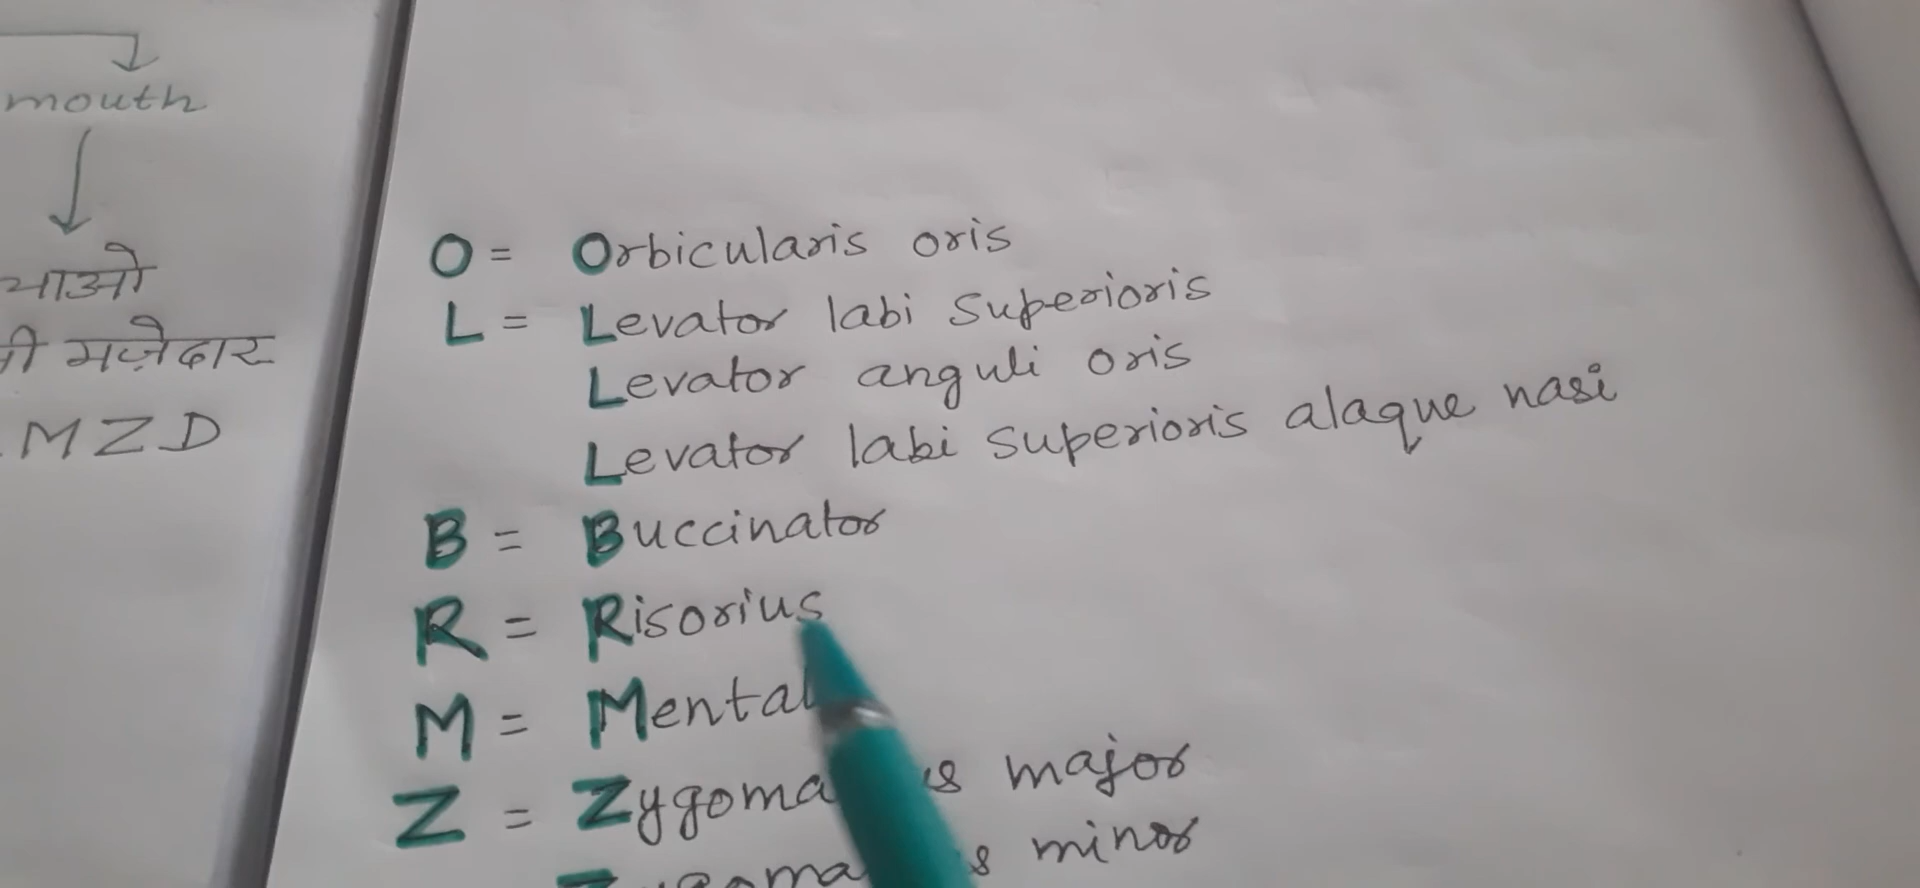 mouth
याओ
मज़ेदार
MZD
O = Orbicularis oris
L = Levator labi superioris
Levator anguli oris
Levator labi superioris alaque nasi
B = Buccinator
R = Risorius
M = Mental
Z = Zygoma is major
minor